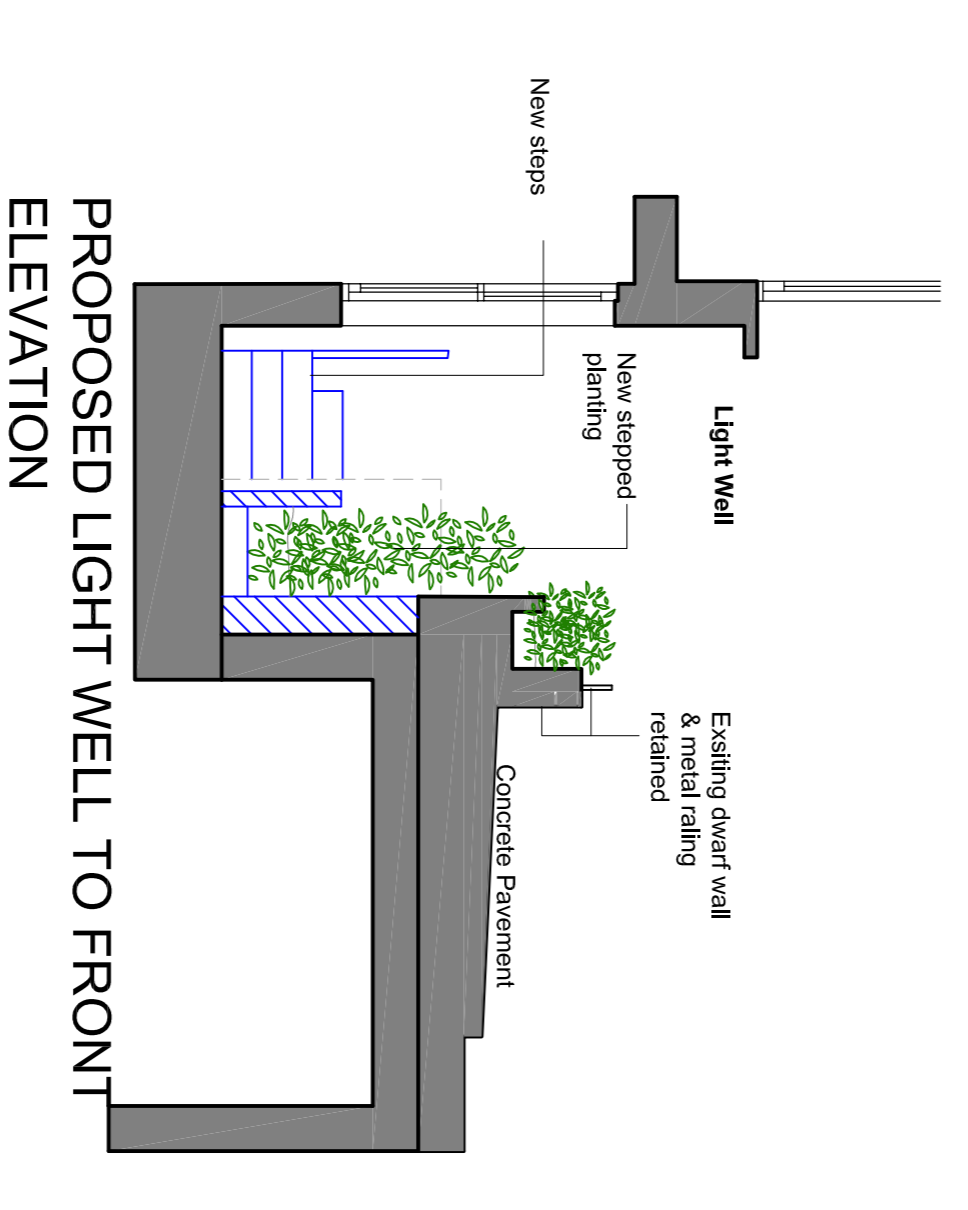 New steps
Light Well
New stepped
planting
Exsiting dwarf wall
& metal raling
retained
Concrete Pavement
PROPOSED LIGHT WELL TO FRONT
ELEVATION